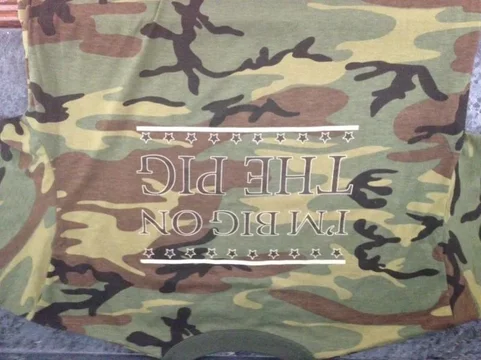 I'M BIG ON
THE PIG